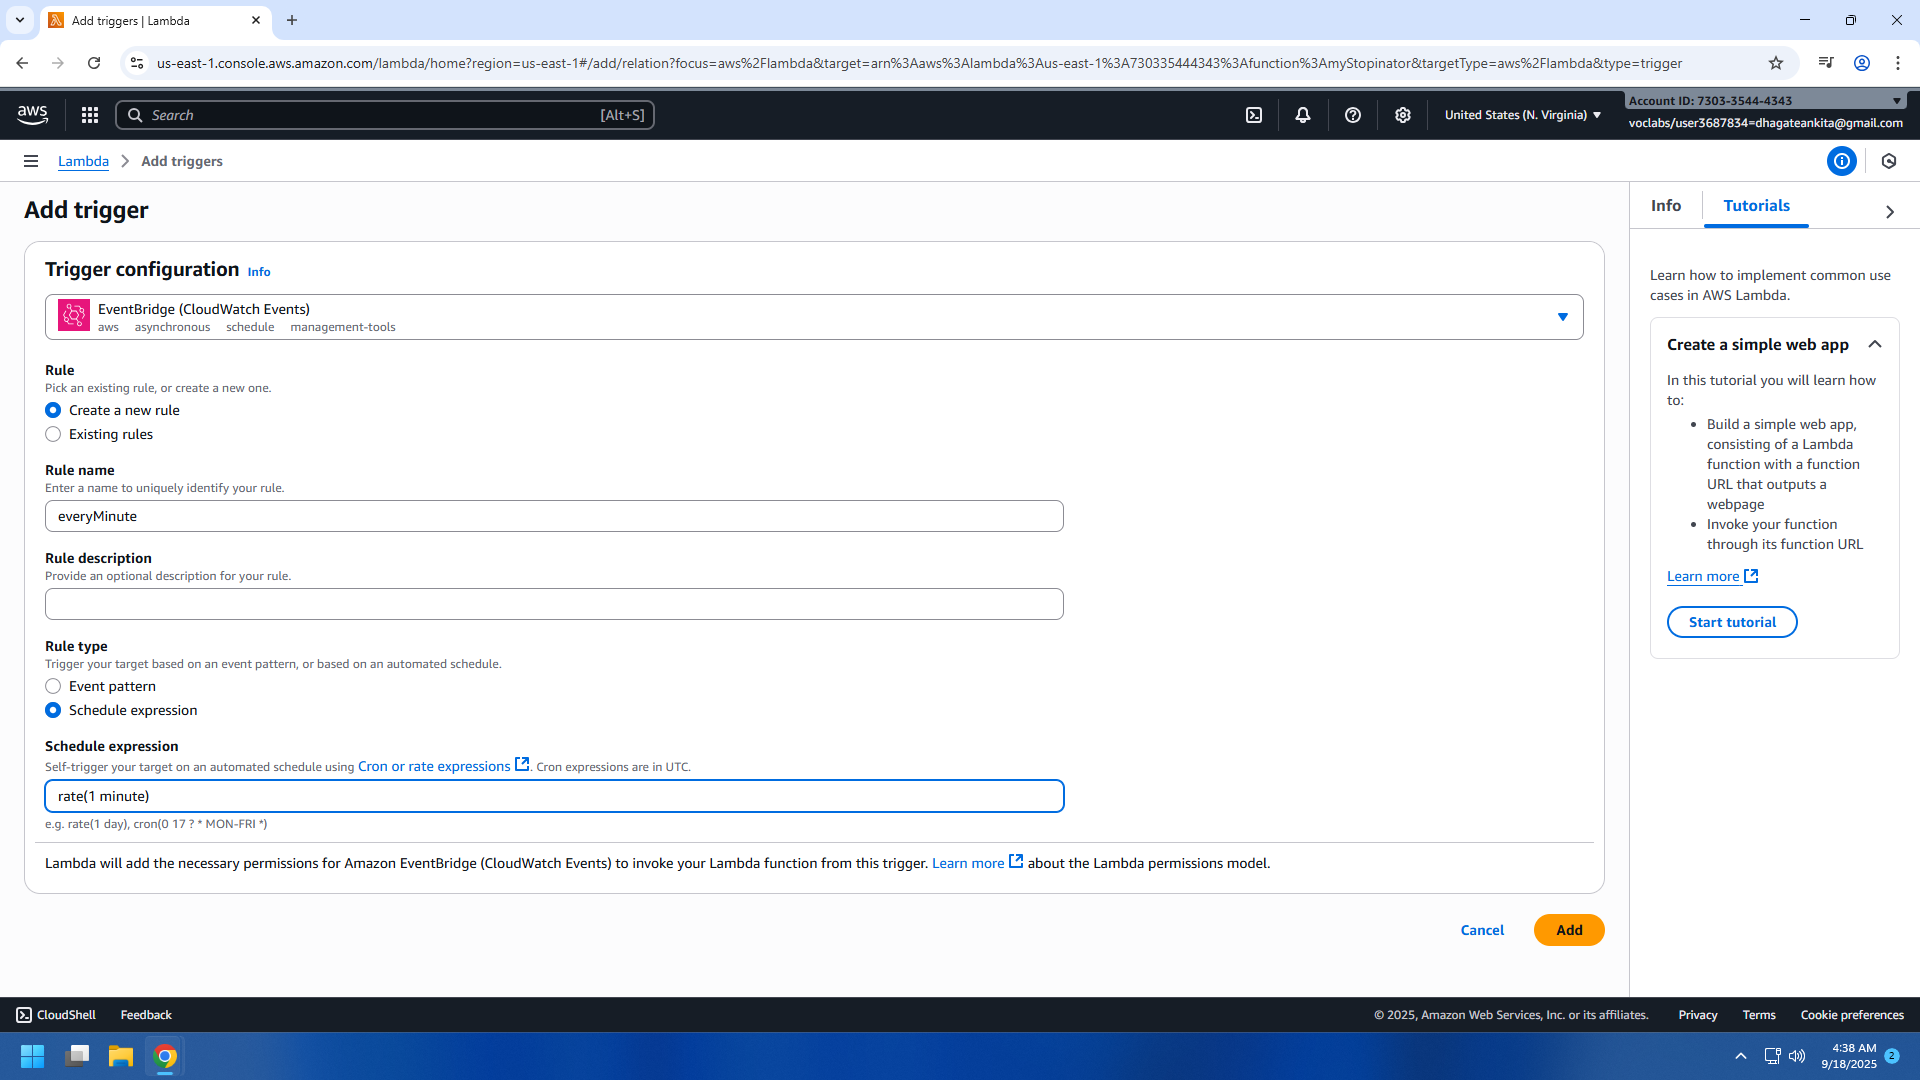 Add triggers | Lambda
us-east-1.console.aws.amazon.com/lambda/home?region=us-east-1#/add/relation?focus=aws%2Flambda&target=arn%3Aaws%3Alambda%3Aus-east-1%3A730335444343%3Afunction%3AmyStopinator&targetType=aws%2Flambda&type=trigger
aws
Search [Alt+S]
United States (N. Virginia)
Account ID: 7303-3544-4343
voclabs/user3687834=dhagateankita@gmail.com
Lambda Add triggers
Add trigger
Trigger configuration Info
EventBridge (CloudWatch Events)
aws asynchronous schedule management-tools
Rule
Pick an existing rule, or create a new one.
Create a new rule
Existing rules
Rule name
Enter a name to uniquely identify your rule.
everyMinute
Rule description
Provide an optional description for your rule.
Rule type
Trigger your target based on an event pattern, or based on an automated schedule.
Event pattern
Schedule expression
Schedule expression
Self-trigger your target on an automated schedule using Cron or rate expressions. Cron expressions are in UTC.
rate(1 minute)
e.g. rate(1 day), cron(0 17 ? * MON-FRI *)
Lambda will add the necessary permissions for Amazon EventBridge (CloudWatch Events) to invoke your Lambda function from this trigger. Learn more about the Lambda permissions model.
Cancel
Add
Info
Tutorials
Learn how to implement common use
cases in AWS Lambda.
Create a simple web app
In this tutorial you will learn how
to:
• Build a simple web app,
consisting of a Lambda
function with a function
URL that outputs a
webpage
• Invoke your function
through its function URL
Learn more
Start tutorial
CloudShell
Feedback
© 2025, Amazon Web Services, Inc. or its affiliates.
Privacy
Terms
Cookie preferences
4:38 AM
9/18/2025
2